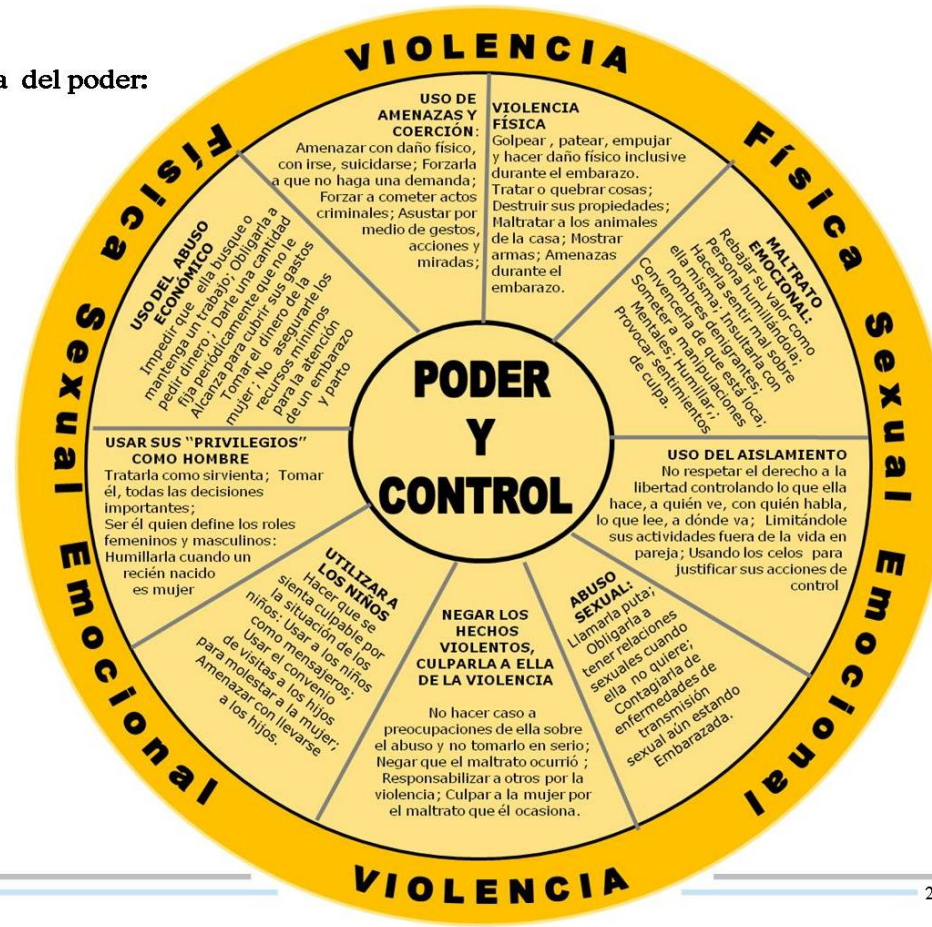 a del poder:
VIOLENCIA
Física Sexual Emocional
USO DE
AMENAZAS Y
COERCIÓN:
Amenazar con daño físico,
con irse, suicidarse; Forzarla
a que no haga una demanda;
Forzar a cometer actos
criminales; Asustar por
medio de gestos,
acciones y
miradas;
VIOLENCIA
FÍSICA
Golpear , patear, empujar
y hacer daño físico inclusive
durante el embarazo.
Tratar o quebrar cosas;
Destruir sus propiedades;
Maltratar a los animales
de la casa; Mostrar
armas; Amenazas
durante el
embarazo.
MALTRATO
EMOCIONAL:
Rebajar su valor como
Persona humillándola;
Hacerla sentir mal sobre
ella misma; Insultarla con
nombres denigrantes;
Convencerla de que está loca;
Someter a manipulaciones
Mentales; Humillar;
Provocar sentimientos
de culpa.
USO DEL AISLAMIENTO
No respetar el derecho a la
libertad controlando lo que ella
hace, a quién ve, con quién habla,
lo que lee, a dónde va; Limitándole
sus actividades fuera de la vida en
pareja; Usando los celos para
justificar sus acciones de
control
ABUSO
SEXUAL:
Llamarla puta;
Obligarla a
tener relaciones
sexuales cuando
ella no quiere;
Contagiarla de
enfermedades de
transmisión
sexual aún estando
Embarazada.
NEGAR LOS
HECHOS
VIOLENTOS,
CULPARLA A ELLA
DE LA VIOLENCIA
No hacer caso a
preocupaciones de ella sobre
el abuso y no tomarlo en serio;
Negar que el maltrato ocurrió ;
Responsabilizar a otros por la
violencia; Culpar a la mujer por
el maltrato que él ocasiona.
UTILIZAR A
LOS NIÑOS
Hacer que se
sienta culpable por
la situación de los
niños: Usar a los niños
como mensajeros;
Usar el convenio
de visitas a los hijos
para molestar a la mujer;
Amenazar con llevarse
a los hijos.
USAR SUS "PRIVILEGIOS"
COMO HOMBRE
Tratarla como sirvienta; Tomar
él, todas las decisiones
importantes;
Ser él quien define los roles
femeninos y masculinos:
Humillarla cuando un
recién nacido
es mujer
USO DEL ABUSO
ECONÓMICO
Impedir que ella busque o
mantenga un trabajo; Obligarla a
pedir dinero ; Darle una cantidad
fija periódicamente que no le
Alcanza para cubrir sus gastos
Tomar el dinero de la
mujer ; No asegurarle los
recursos mínimos
para la atención
de un embarazo
y parto
PODER
Y
CONTROL
Física Sexual Emocional
VIOLENCIA
2